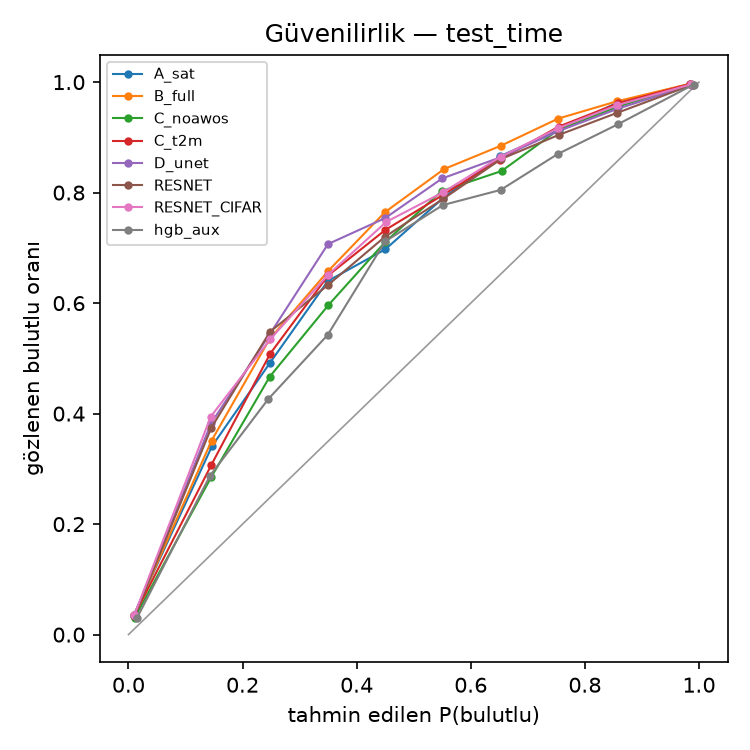 Güvenilirlik — test_time
A_sat
B_full
C_noawos
C_t2m
D_unet
RESNET
RESNET_CIFAR
hgb_aux
gözlenen bulutlu oranı
1.0
0.8
0.6
0.4
0.2
0.0
0.0 0.2 0.4 0.6 0.8 1.0
tahmin edilen P(bulutlu)